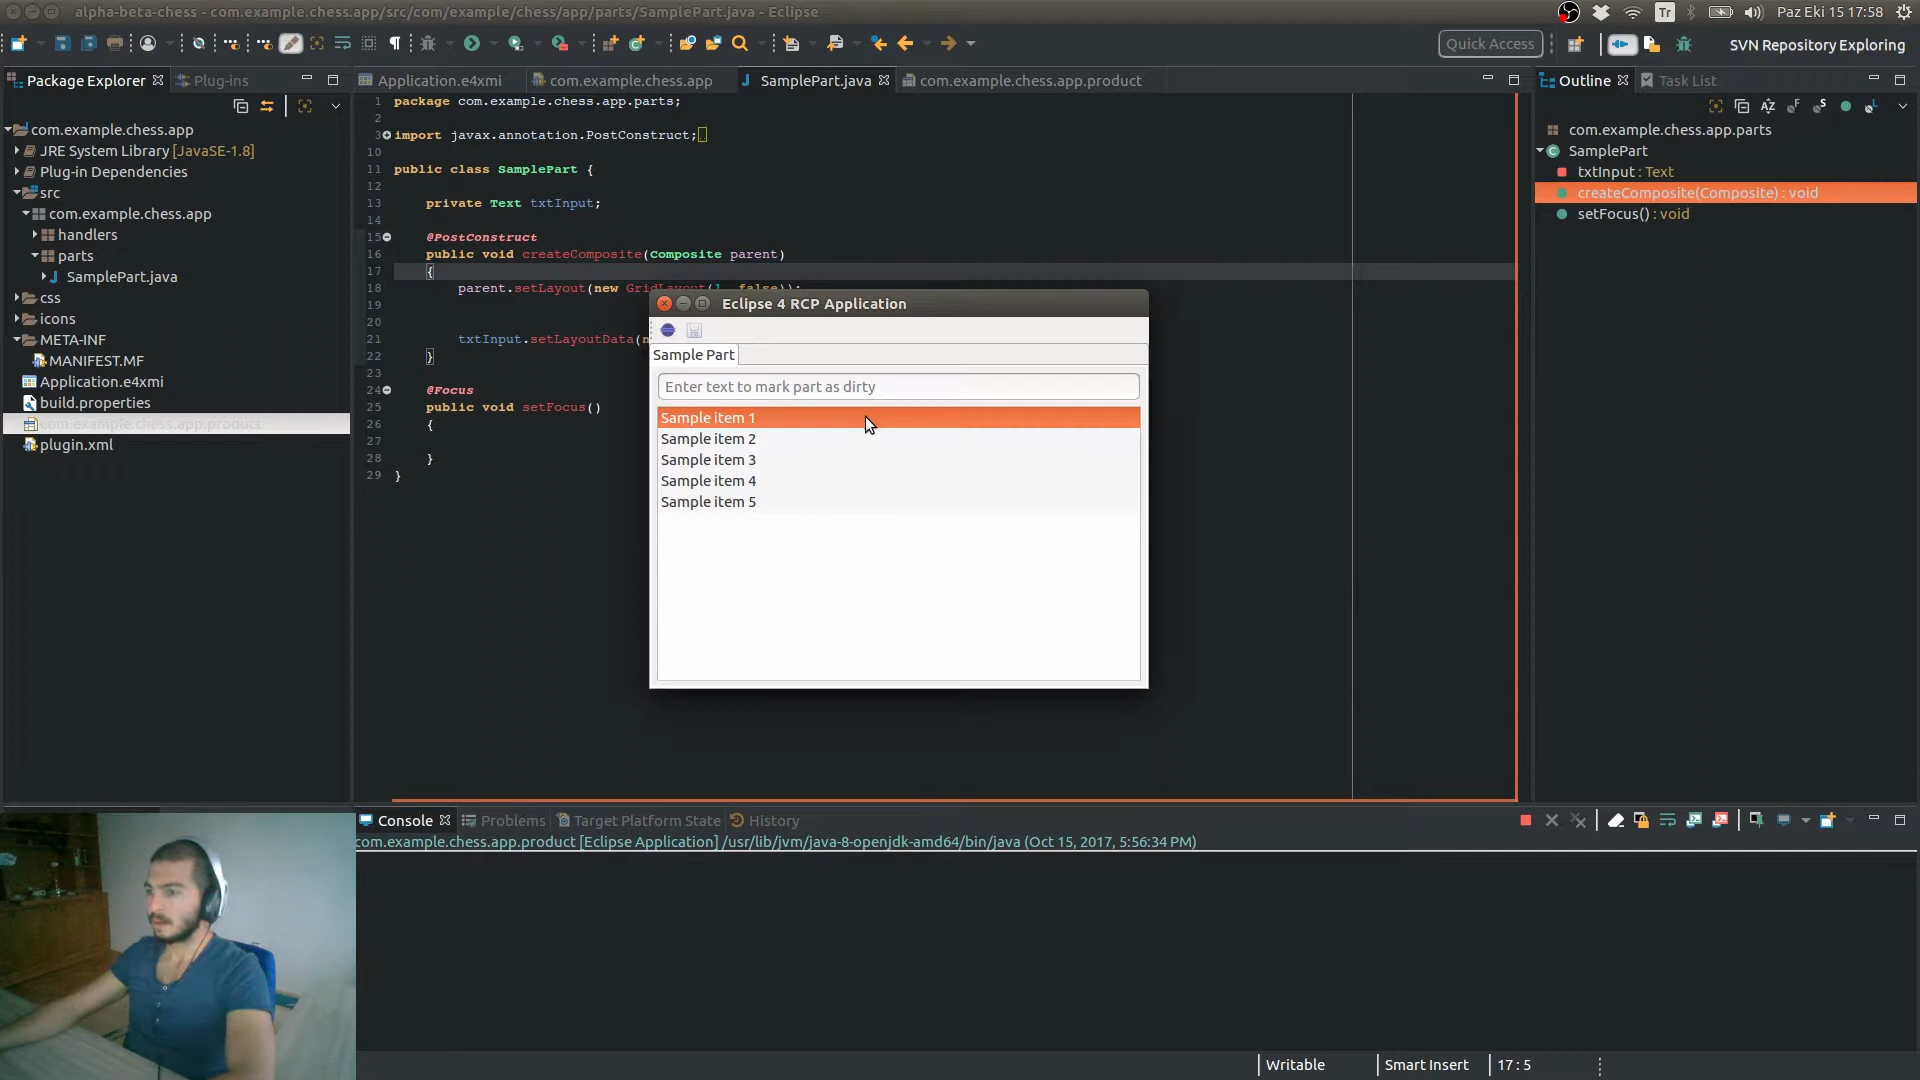 alpha-beta-chess - com.example.chess.app/src/com/example/chess/app/parts/SamplePart.java - Eclipse
Tr
Paz Eki 15 17:58
Quick Access
SVN Repository Exploring
Package Explorer
Plug-ins
Application.e4xmi
com.example.chess.app
SamplePart.java
com.example.chess.app.product
Outline
Task List
com.example.chess.app
JRE System Library [JavaSE-1.8]
Plug-in Dependencies
src
com.example.chess.app
handlers
parts
SamplePart.java
css
icons
META-INF
MANIFEST.MF
Application.e4xmi
build.properties
com.example.chess.app.product
plugin.xml
1 package com.example.chess.app.parts;
2
3 import javax.annotation.PostConstruct;
10
11 public class SamplePart {
12
13 private Text txtInput;
14
15 @PostConstruct
16 public void createComposite(Composite parent)
17 {
18 parent.setLayout(new GridLayout(1, false));
19
20
21 txtInput.setLayoutData(n
22 }
23
24 @Focus
25 public void setFocus()
26 {
27
28 }
29 }
Eclipse 4 RCP Application
Sample Part
Enter text to mark part as dirty
Sample item 1
Sample item 2
Sample item 3
Sample item 4
Sample item 5
com.example.chess.app.parts
SamplePart
txtInput : Text
createComposite(Composite) : void
setFocus() : void
Console
Problems
Target Platform State
History
com.example.chess.app.product [Eclipse Application] /usr/lib/jvm/java-8-openjdk-amd64/bin/java (Oct 15, 2017, 5:56:34 PM)
Writable
Smart Insert
17 : 5